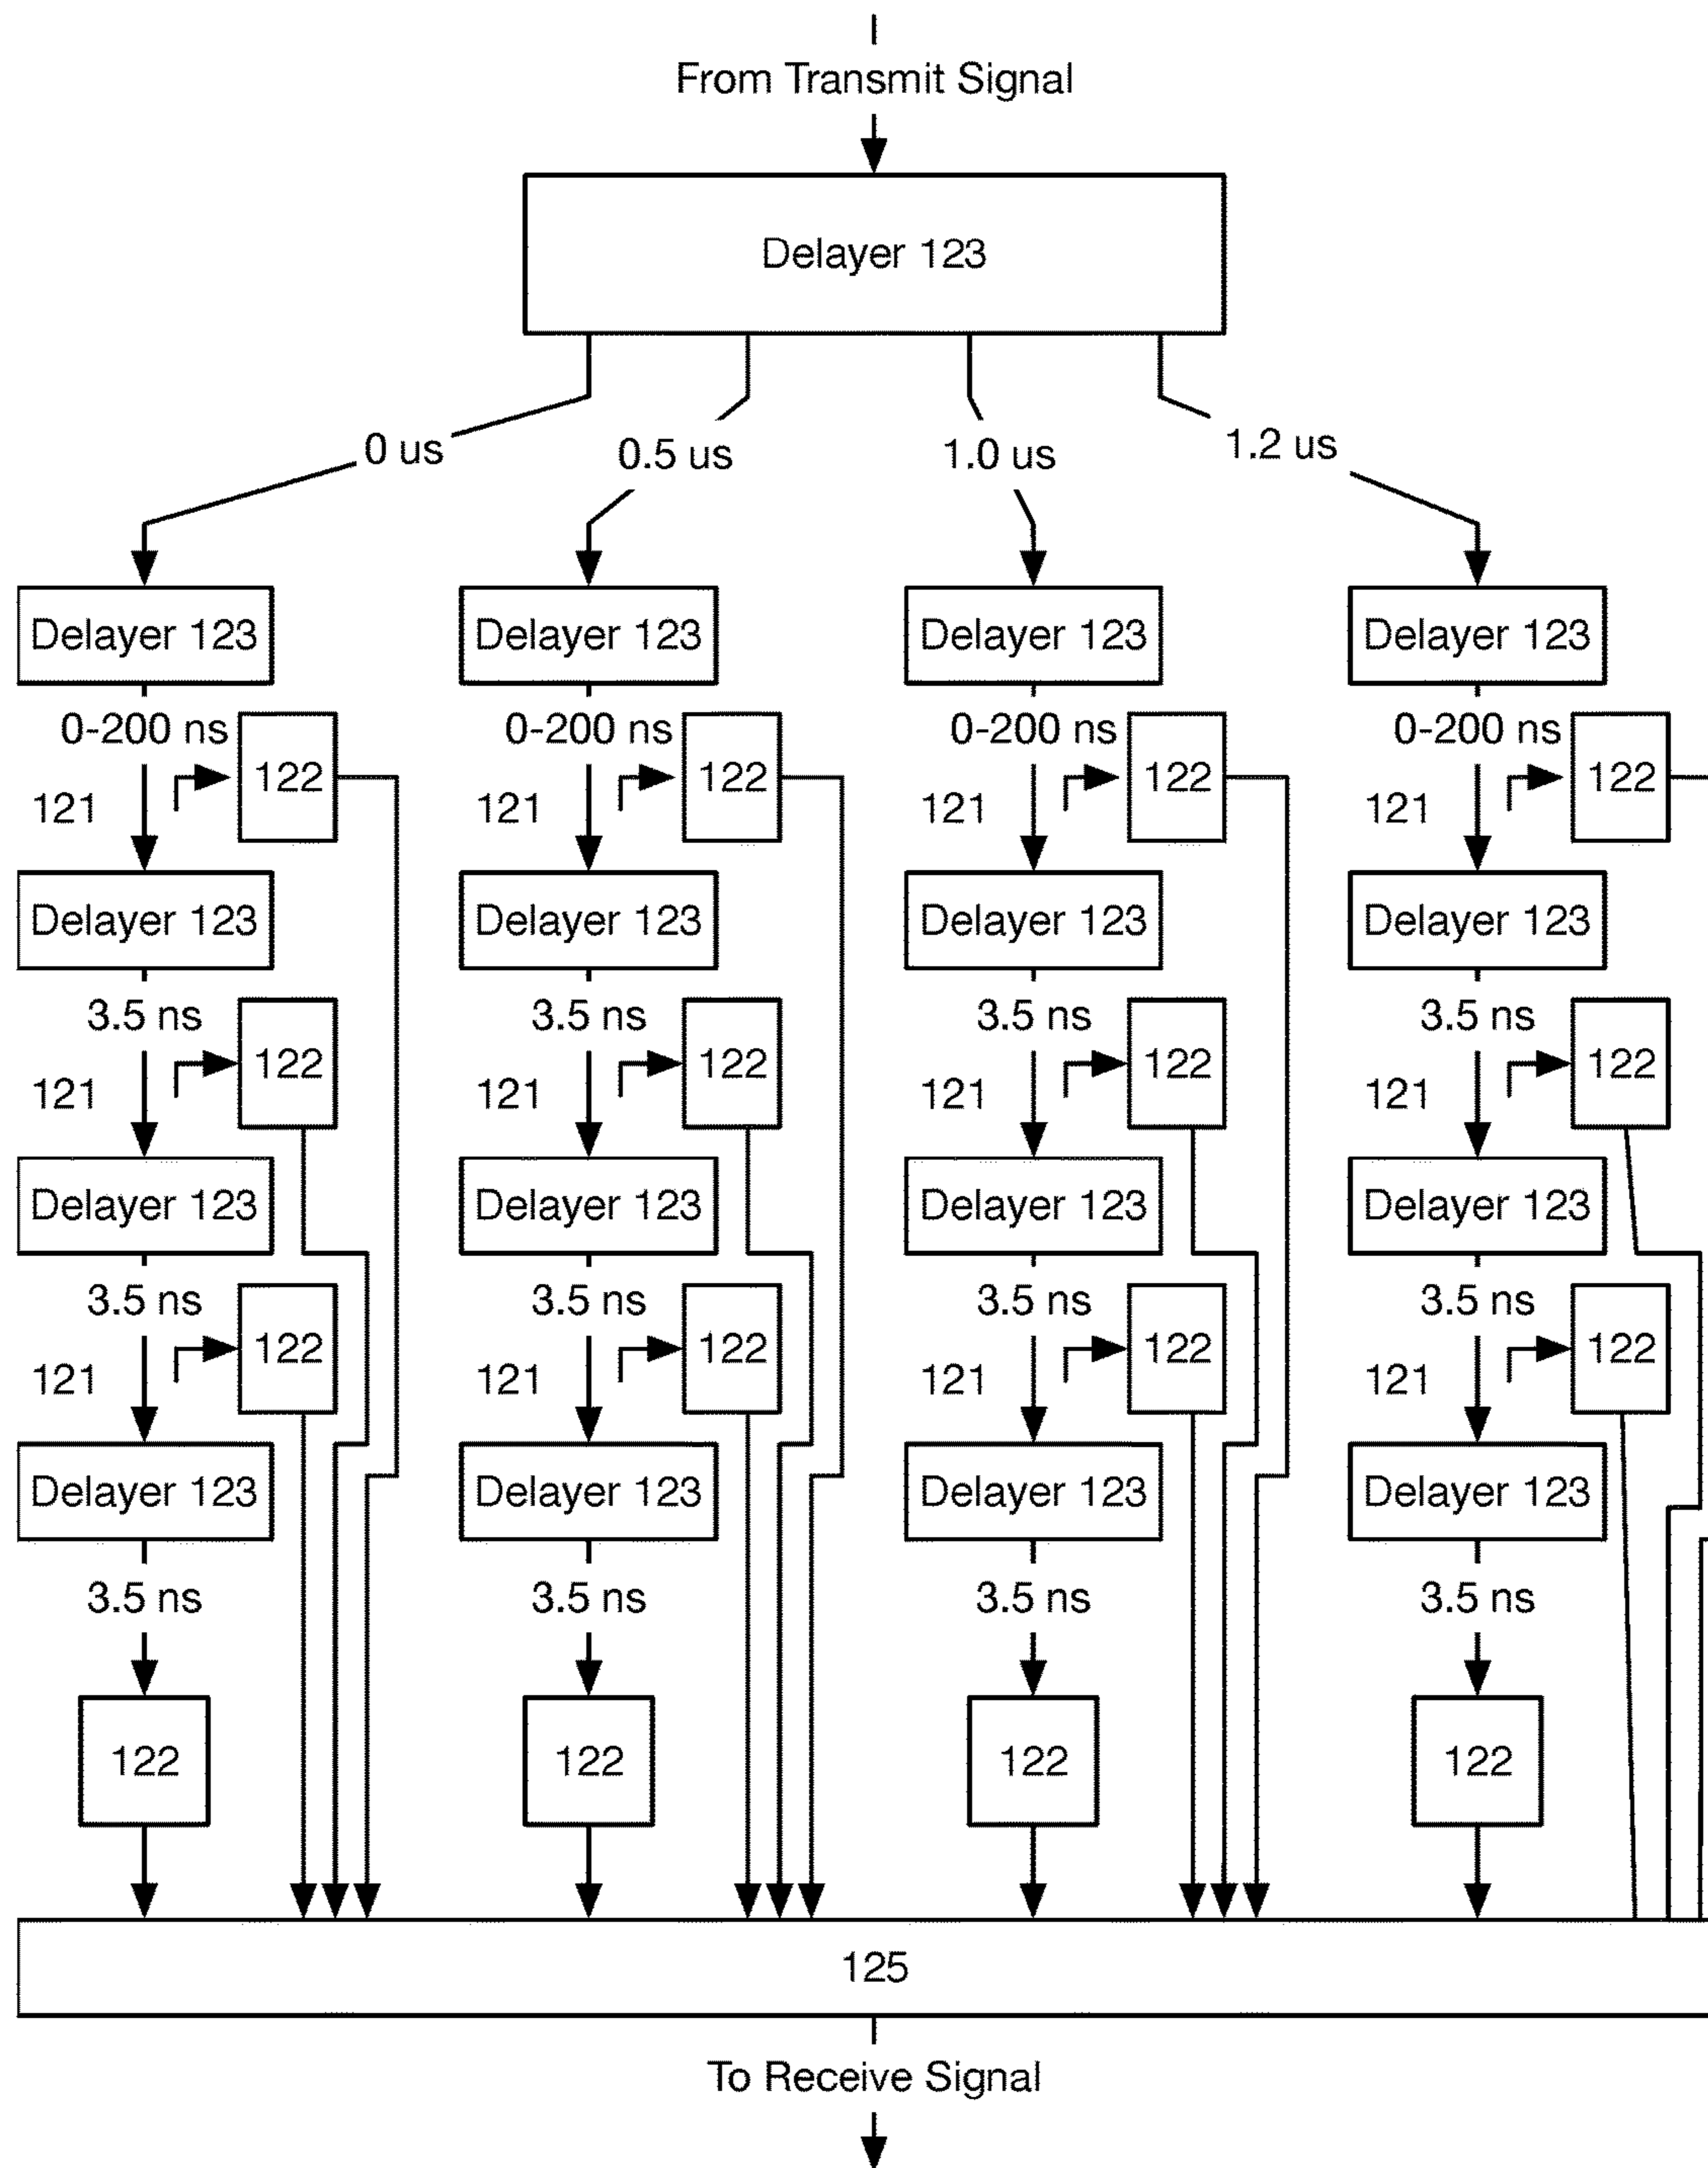 From Transmit Signal
Delayer 123
0 us 0.5 us 1.0 us 1.2 us
Delayer 123 Delayer 123 Delayer 123 Delayer 123
0-200 ns 0-200 ns 0-200 ns 0-200 ns
122 122 122 122
121 121 121 121
Delayer 123 Delayer 123 Delayer 123 Delayer 123
3.5 ns 3.5 ns 3.5 ns 3.5 ns
122 122 122 122
121 121 121 121
Delayer 123 Delayer 123 Delayer 123 Delayer 123
3.5 ns 3.5 ns 3.5 ns 3.5 ns
122 122 122 122
121 121 121 121
Delayer 123 Delayer 123 Delayer 123 Delayer 123
3.5 ns 3.5 ns 3.5 ns 3.5 ns
122 122 122 122
125
To Receive Signal